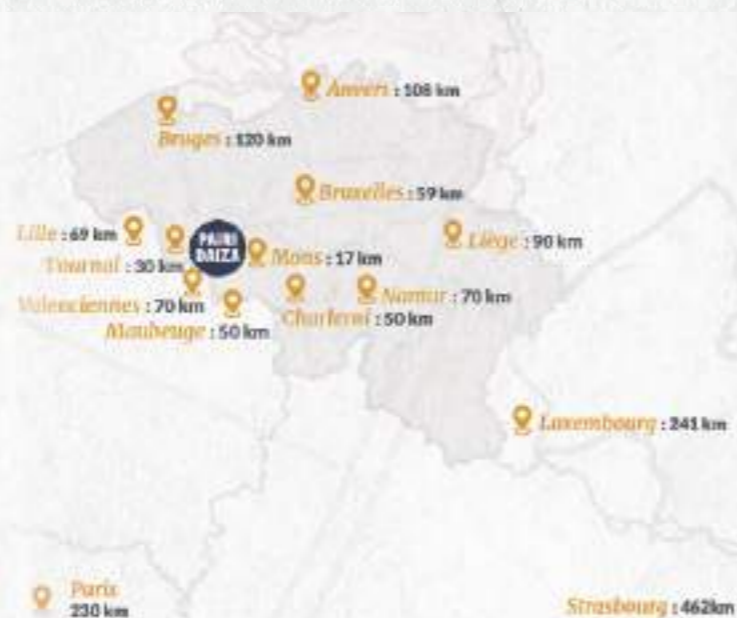 Anvers : 108 km
Bruges : 120 km
Bruxelles : 59 km
Lille : 69 km
PAIRI
DAIZA
Mons : 17 km
Liège : 90 km
Tournai : 30 km
Valenciennes : 70 km
Namur : 70 km
Charleroi : 50 km
Maubeuge : 50 km
Luxembourg : 241 km
Paris
230 km
Strasbourg : 462km